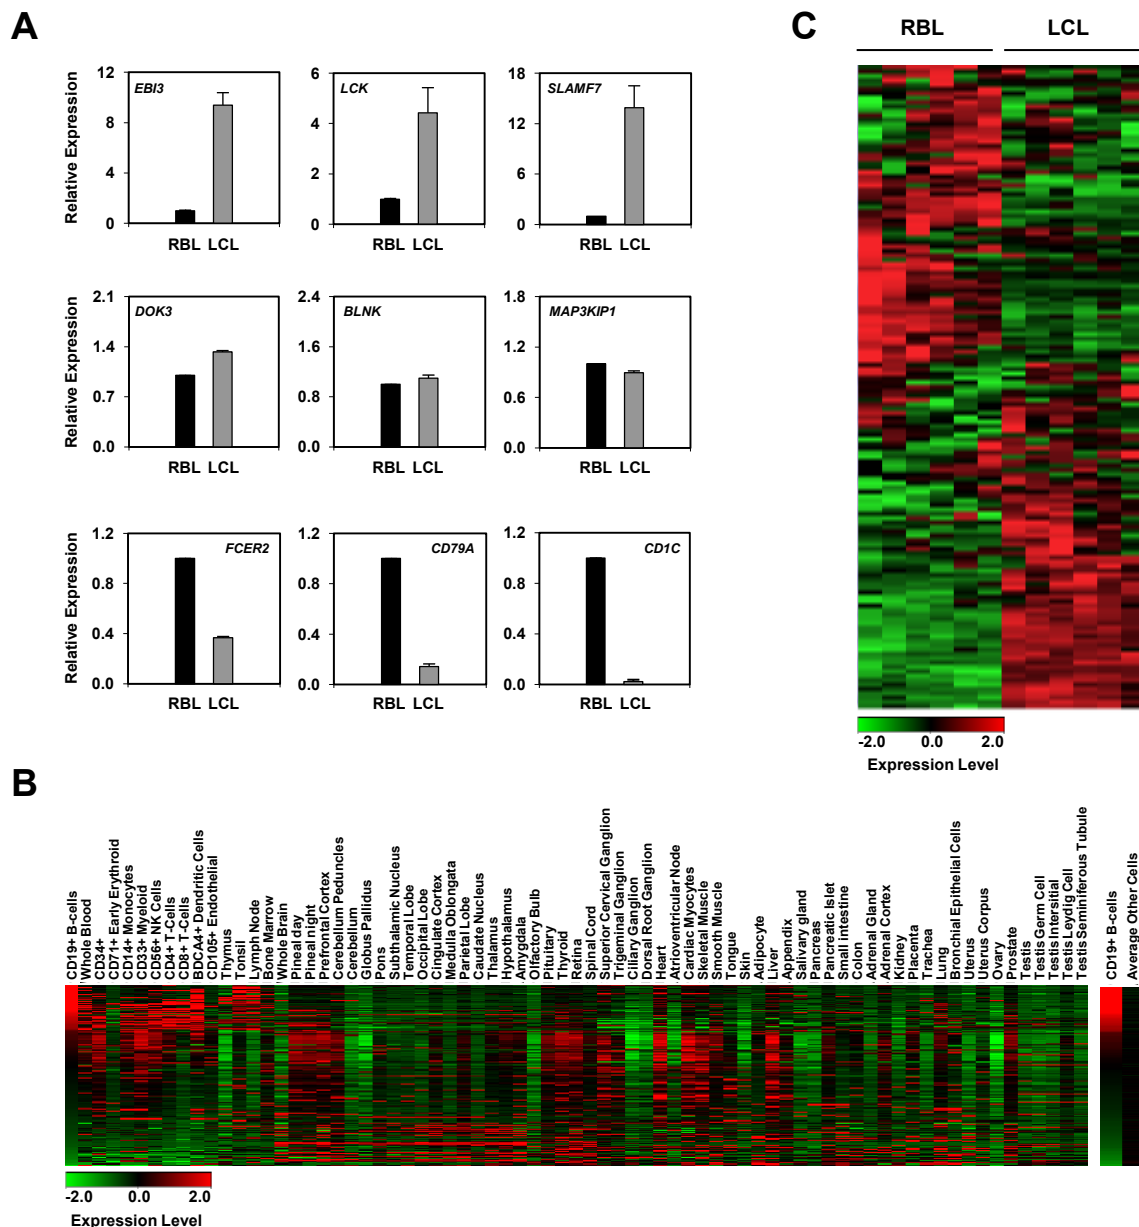 A
EBI3
LCK
SLAMF7
Relative Expression
12
8
4
0
6
4
2
0
18
12
6
0
RBL LCL
RBL LCL
RBL LCL
DOK3
BLNK
MAP3KIP1
Relative Expression
2.1
1.4
0.7
0.0
2.4
1.6
0.8
0.0
1.8
1.2
0.6
0.0
RBL LCL
RBL LCL
RBL LCL
FCER2
CD79A
CD1C
Relative Expression
1.2
0.8
0.4
0.0
1.2
0.8
0.4
0.0
1.2
0.8
0.4
0.0
RBL LCL
RBL LCL
RBL LCL
C
RBL
LCL
-2.0 0.0 2.0
Expression Level
B
CD19+ B-cells
Whole Blood
CD34+
CD71+ Early Erythroid
CD14+ Monocytes
CD33+ Myeloid
CD56+ NK Cells
CD4+ T-Cells
CD8+ T-Cells
BDCA4+ Dendritic Cells
CD105+ Endothelial
Thymus
Tonsil
Lymph Node
Bone Marrow
Whole Brain
Pineal day
Pineal night
Prefrontal Cortex
Cerebellum Peduncles
Cerebellum
Globus Pallidus
Pons
Subthalamic Nucleus
Temporal Lobe
Occipital Lobe
Cingulate Cortex
Medulla Oblongata
Parietal Lobe
Caudate Nucleus
Thalamus
Hypothalamus
Amygdala
Olfactory Bulb
Pituitary
Thyroid
Retina
Spinal Cord
Superior Cervical Ganglion
Trigeminal Ganglion
Ciliary Ganglion
Dorsal Root Ganglion
Heart
Atrioventricular Node
Cardiac Myocytes
Skeletal Muscle
Smooth Muscle
Tongue
Skin
Adipocyte
Liver
Appendix
Salivary gland
Pancreas
Pancreatic Islet
Small intestine
Colon
Adrenal Gland
Adrenal Cortex
Kidney
Placenta
Trachea
Lung
Bronchial Epithelial Cells
Uterus
Uterus Corpus
Ovary
Prostate
Testis
Testis Germ Cell
Testis Intersitial
Testis Leydig Cell
Testis Seminiferous Tubule
CD19+ B-cells
Average Other Cells
-2.0 0.0 2.0
Expression Level